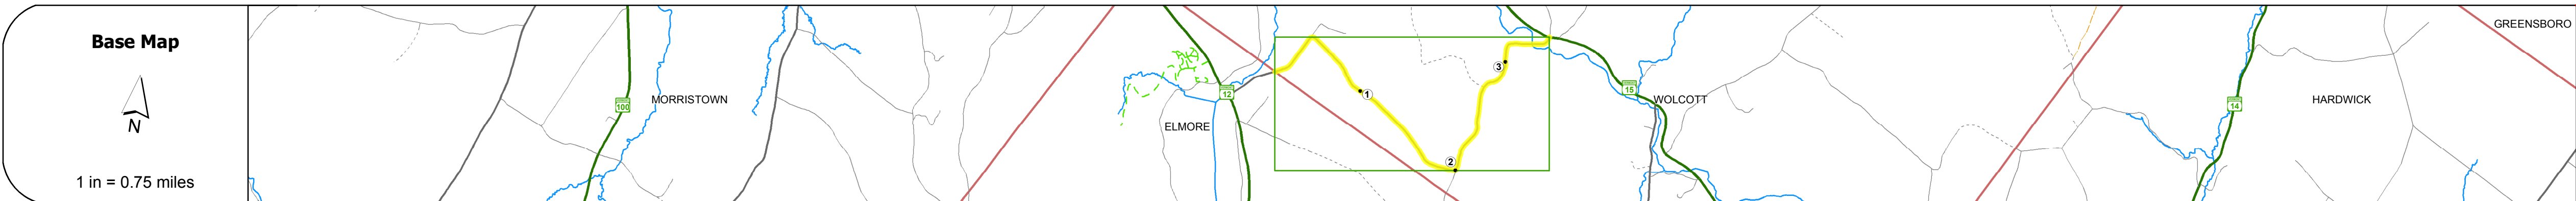 Base Map
N
1 in = 0.75 miles
100
MORRISTOWN
ELMORE
12
1
2
3
15
WOLCOTT
14
HARDWICK
GREENSBORO